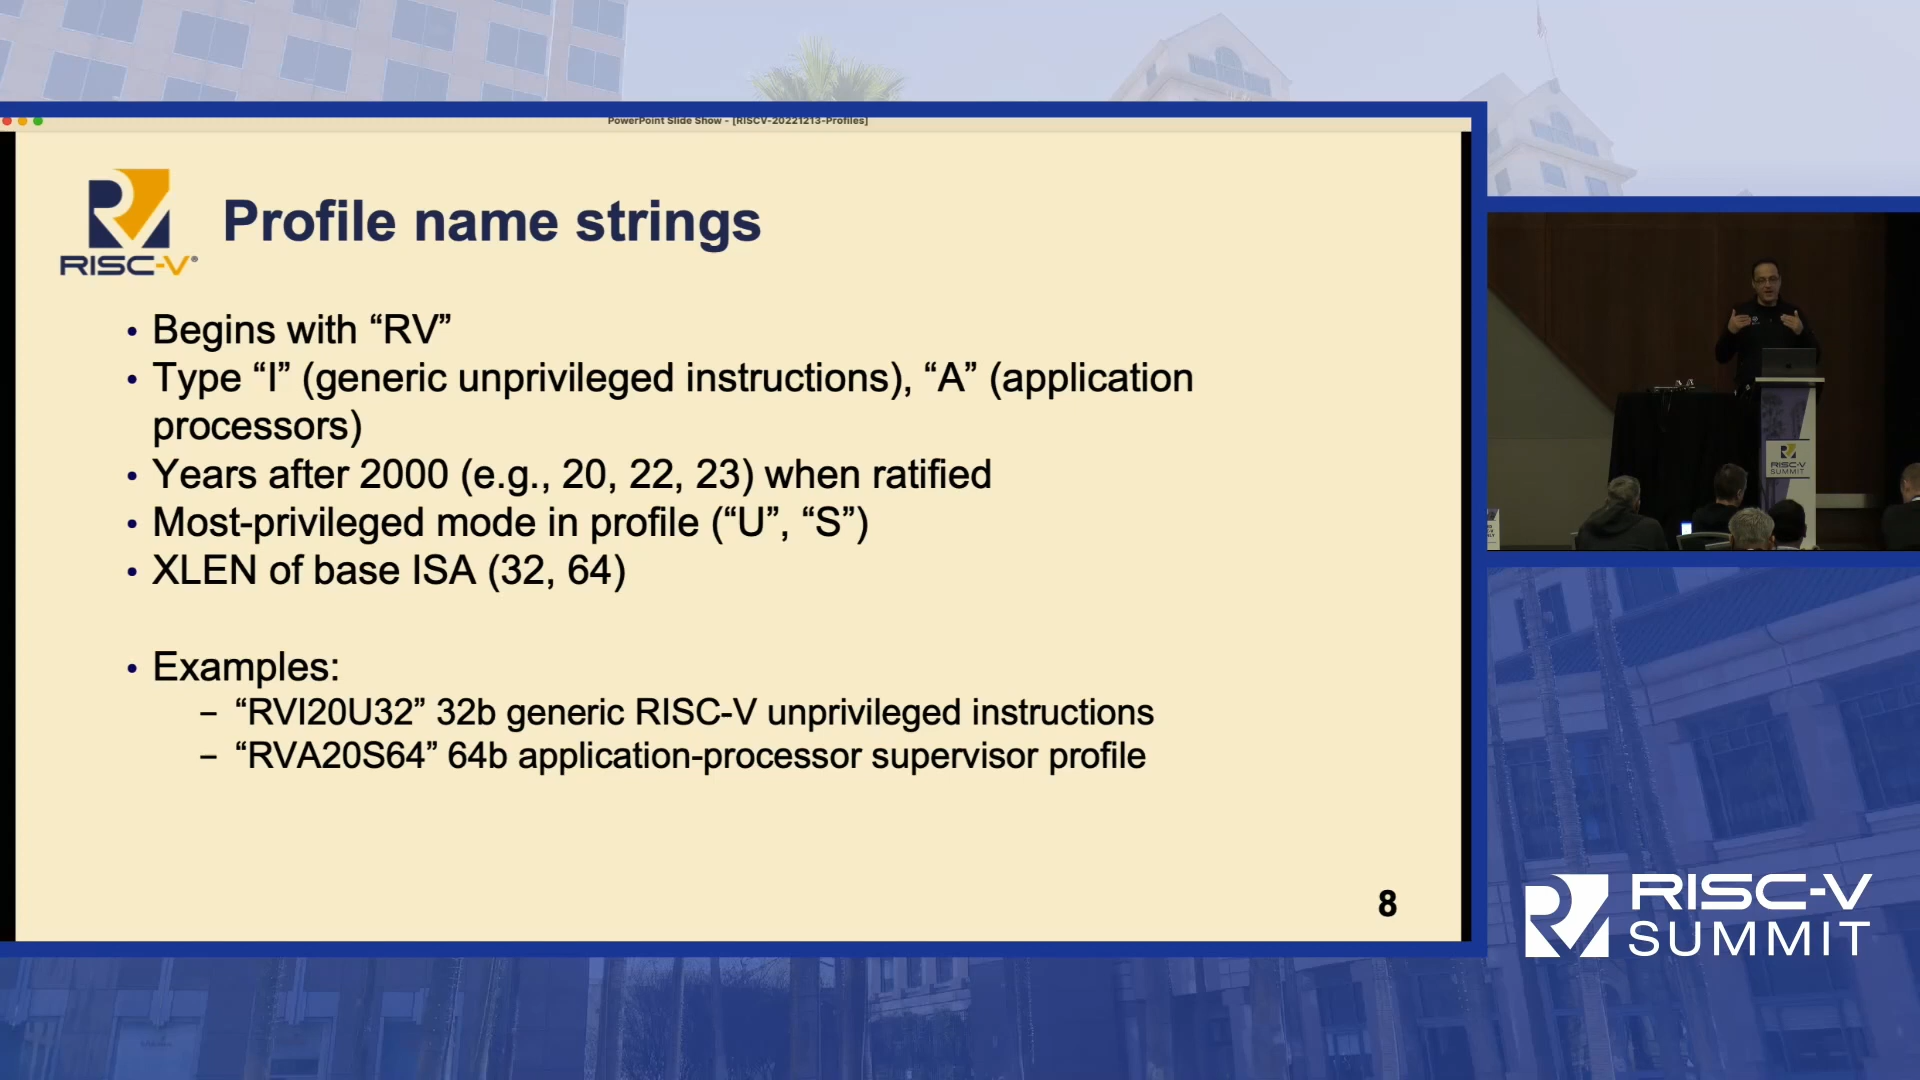 PowerPoint Slide Show - [RISCV-20221213-Profiles]
RISC-V®
Profile name strings
• Begins with “RV”
• Type “I” (generic unprivileged instructions), “A” (application
processors)
• Years after 2000 (e.g., 20, 22, 23) when ratified
• Most-privileged mode in profile (“U”, “S”)
• XLEN of base ISA (32, 64)
• Examples:
– “RVI20U32” 32b generic RISC-V unprivileged instructions
– “RVA20S64” 64b application-processor supervisor profile
8
RISC-V
SUMMIT
RISC-V
SUMMIT